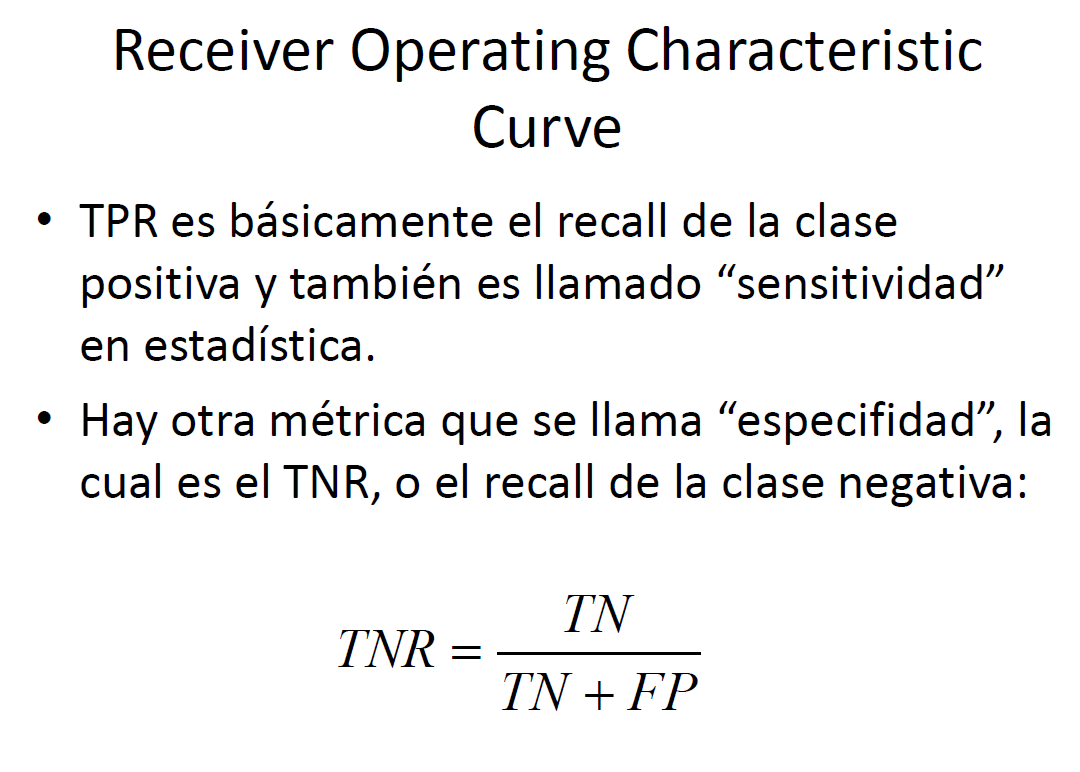 Receiver Operating Characteristic
Curve
• TPR es básicamente el recall de la clase
positiva y también es llamado “sensitividad”
en estadística.
• Hay otra métrica que se llama “especifidad”, la
cual es el TNR, o el recall de la clase negativa:
TNR = TN / (TN + FP)